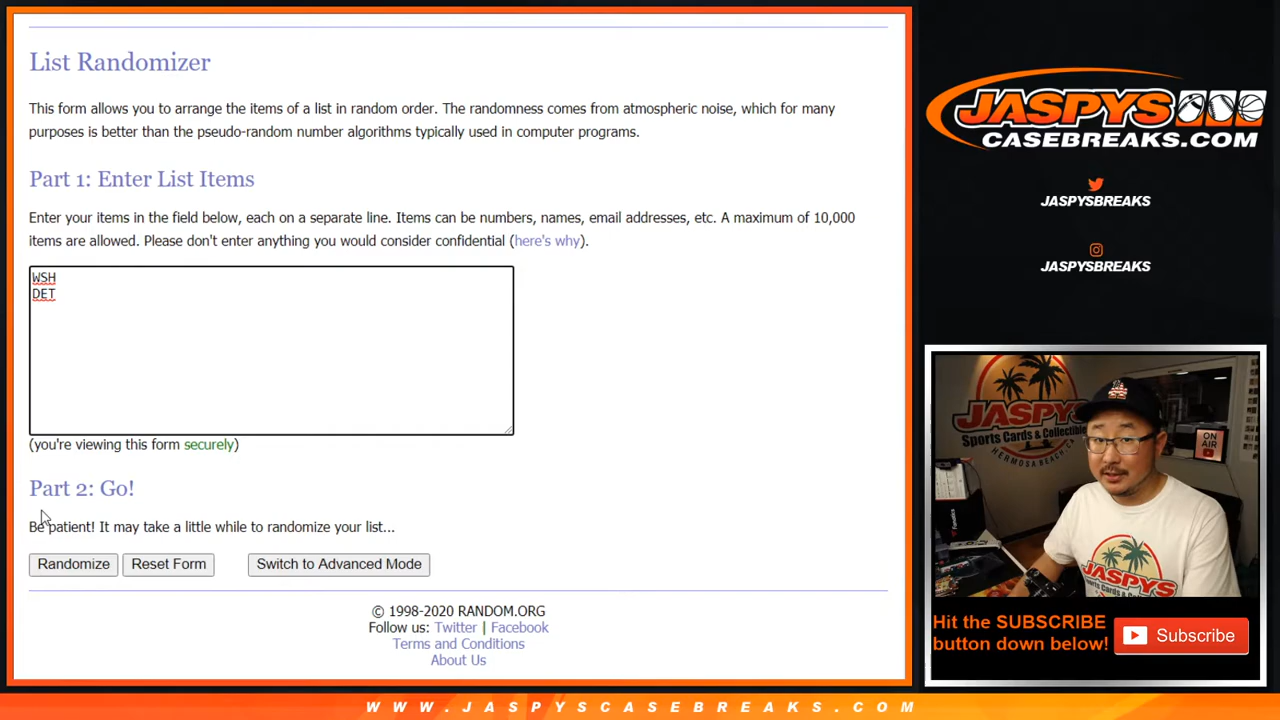 List Randomizer
This form allows you to arrange the items of a list in random order. The randomness comes from atmospheric noise, which for many
purposes is better than the pseudo-random number algorithms typically used in computer programs.
Part 1: Enter List Items
Enter your items in the field below, each on a separate line. Items can be numbers, names, email addresses, etc. A maximum of 10,000
items are allowed. Please don't enter anything you would consider confidential (here's why).
WSH
DET
(you're viewing this form securely)
Part 2: Go!
Be patient! It may take a little while to randomize your list...
Randomize Reset Form Switch to Advanced Mode
© 1998-2020 RANDOM.ORG
Follow us: Twitter | Facebook
Terms and Conditions
About Us
JASPYS
CASEBREAKS.COM
JASPYSBREAKS
JASPYSBREAKS
JASPYS
Sports Cards & Collectibles
HERMOSA BEACH, CA
ON AIR
Fanatics
JASPYS
Hit the SUBSCRIBE
button down below!
Subscribe
WWW.JASPYSCASEBREAKS.COM